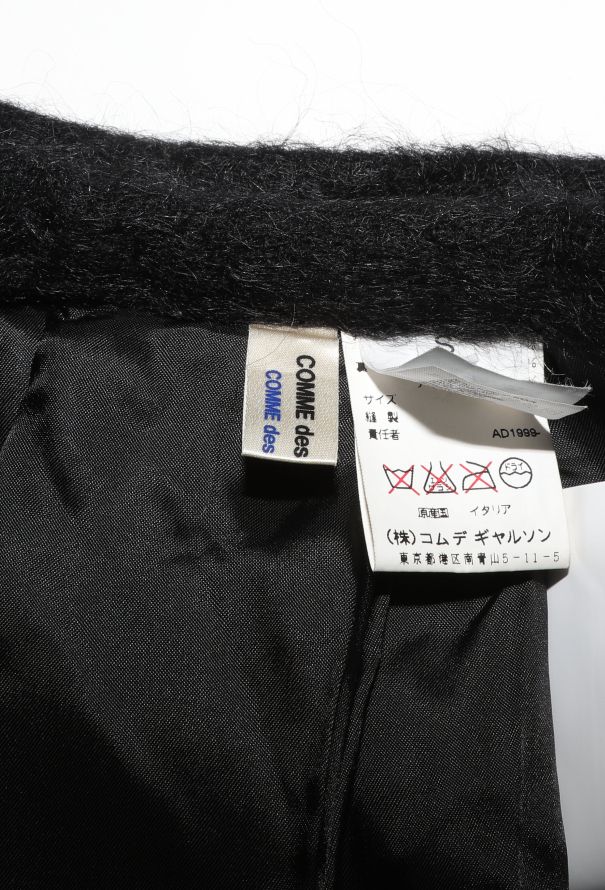 COMME des
COMME des
S
サイズ
縫製
責任者
AD1999-
ドライ
原産国 イタリア
(株)コムデ ギャルソン
東京都港区南青山5-11-5